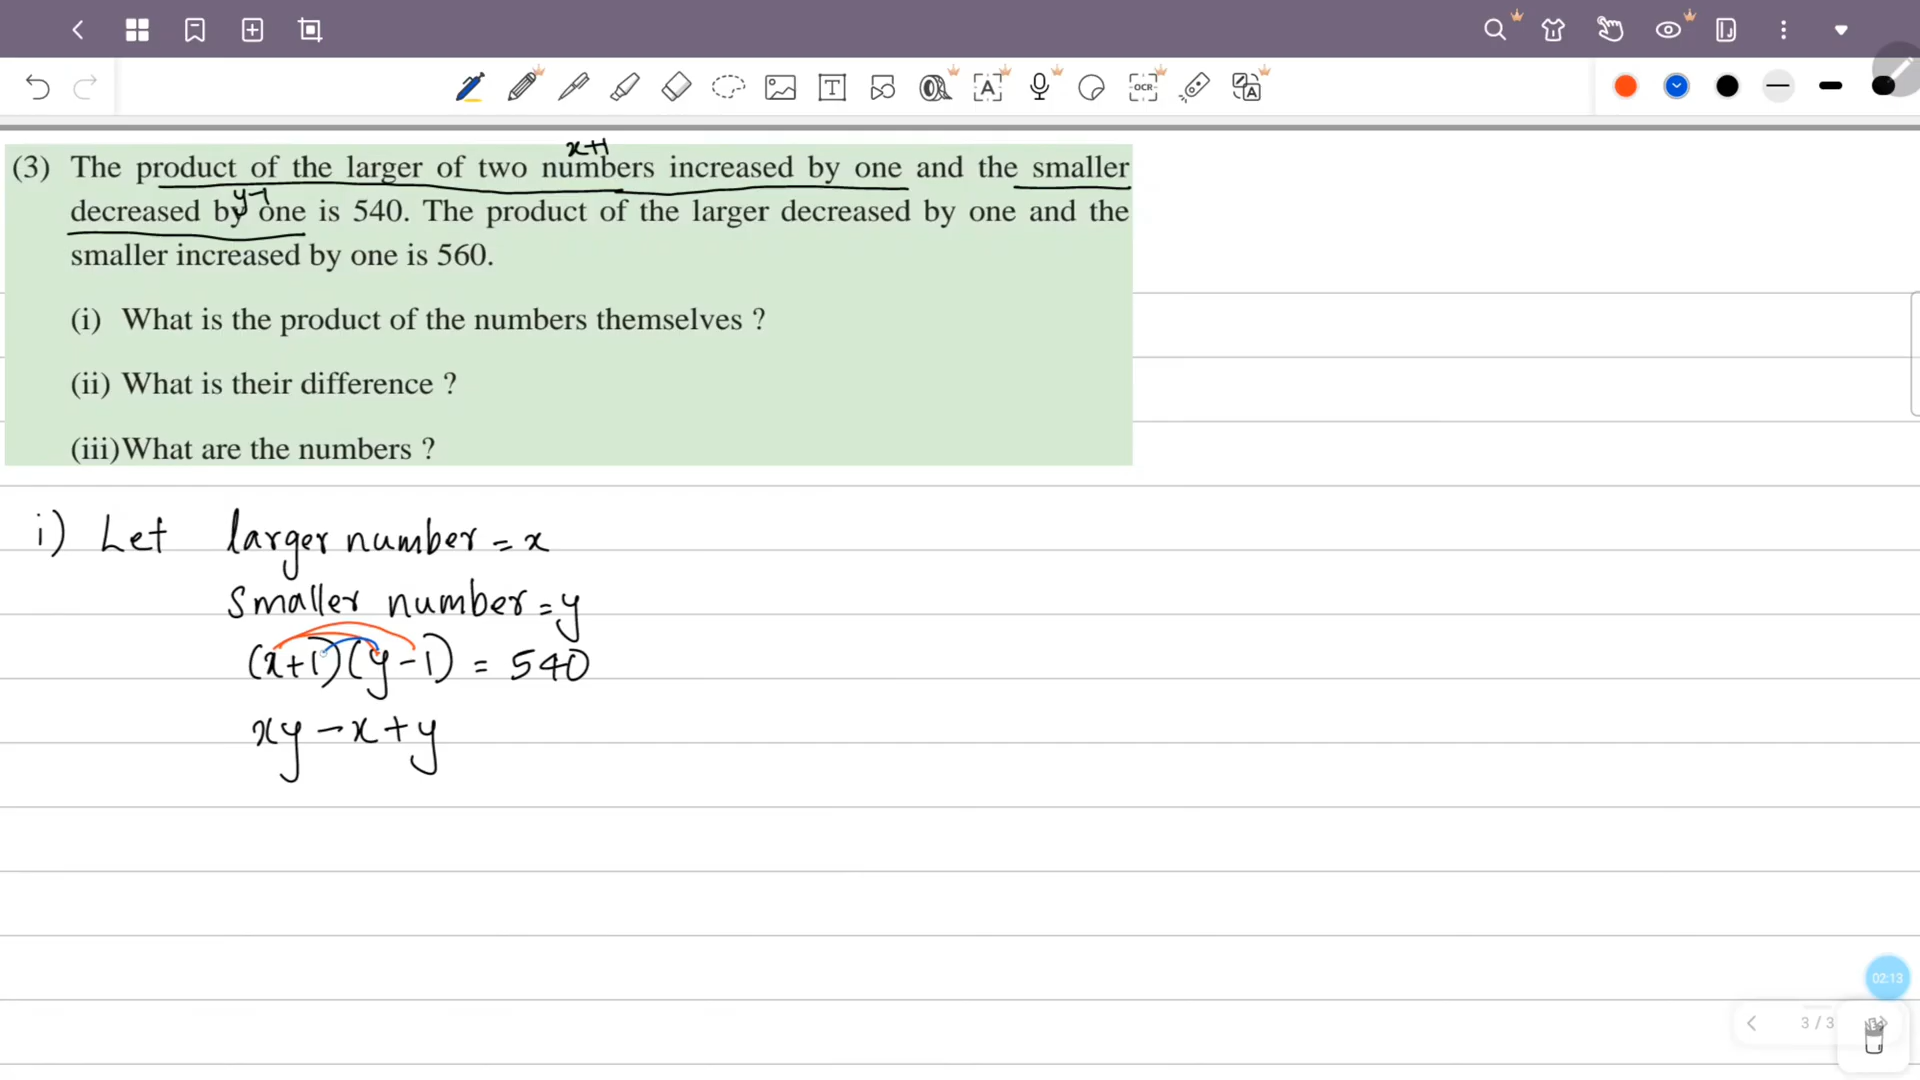 x+1
(3) The product of the larger of two numbers increased by one and the smaller
y-1
decreased by one is 540. The product of the larger decreased by one and the
smaller increased by one is 560.
(i) What is the product of the numbers themselves ?
(ii) What is their difference ?
(iii) What are the numbers ?
i) Let larger number = x
Smaller number = y
(x+1)(y-1) = 540
xy - x + y
02:13
3 / 3